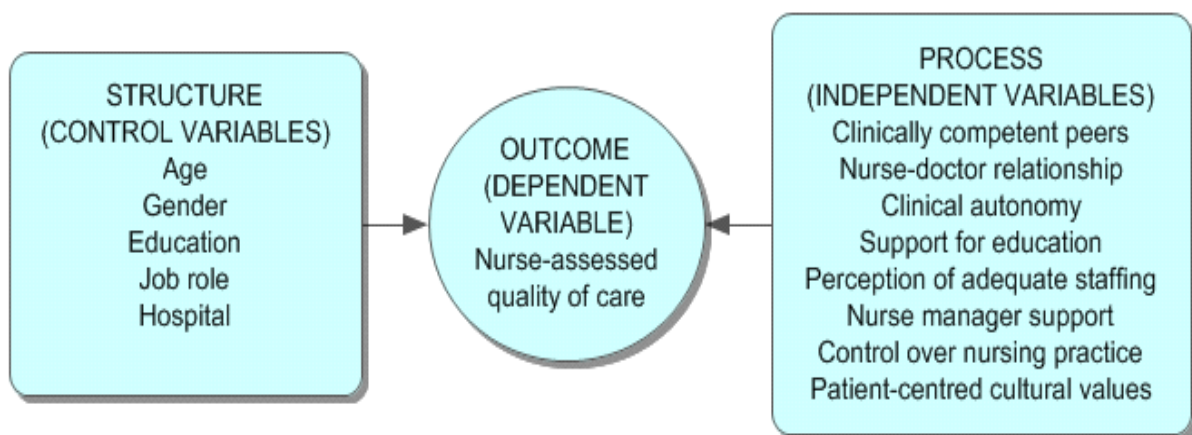 STRUCTURE
(CONTROL VARIABLES)
Age
Gender
Education
Job role
Hospital
OUTCOME
(DEPENDENT
VARIABLE)
Nurse-assessed
quality of care
PROCESS
(INDEPENDENT VARIABLES)
Clinically competent peers
Nurse-doctor relationship
Clinical autonomy
Support for education
Perception of adequate staffing
Nurse manager support
Control over nursing practice
Patient-centred cultural values